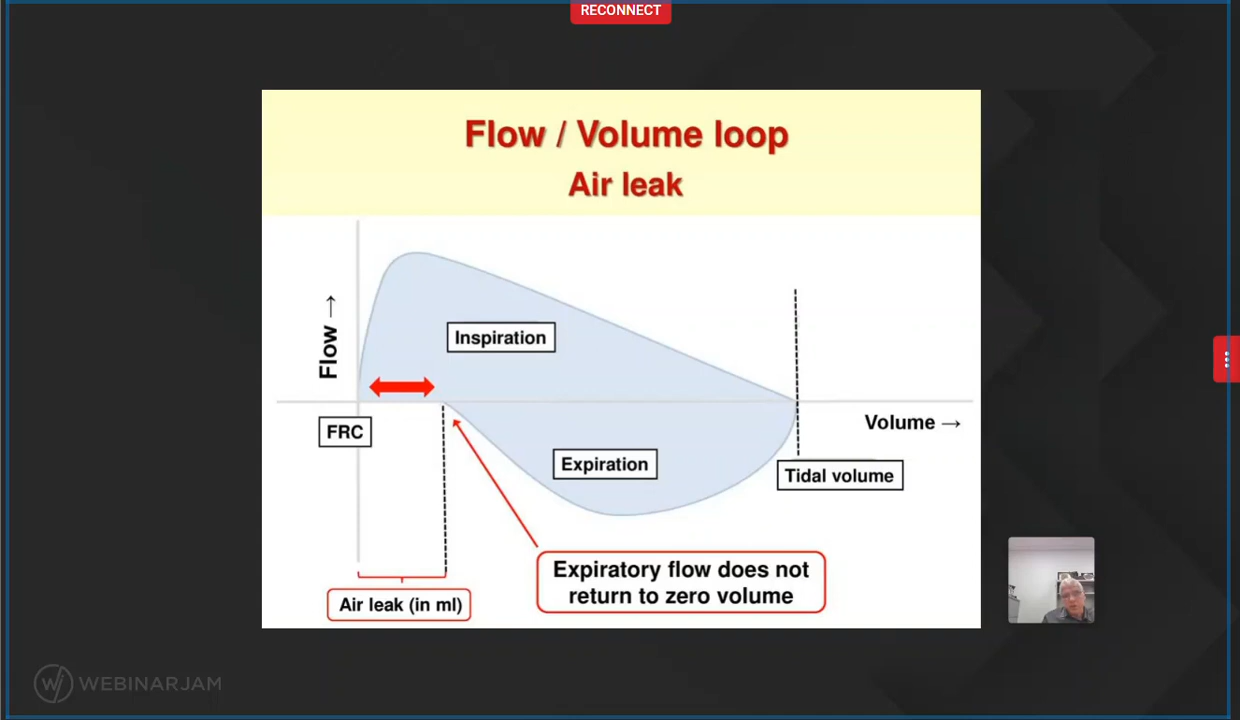 RECONNECT
Flow / Volume loop
Air leak
Flow →
Inspiration
FRC
Volume →
Expiration
Tidal volume
Expiratory flow does not
return to zero volume
Air leak (in ml)
WEBINARJAM